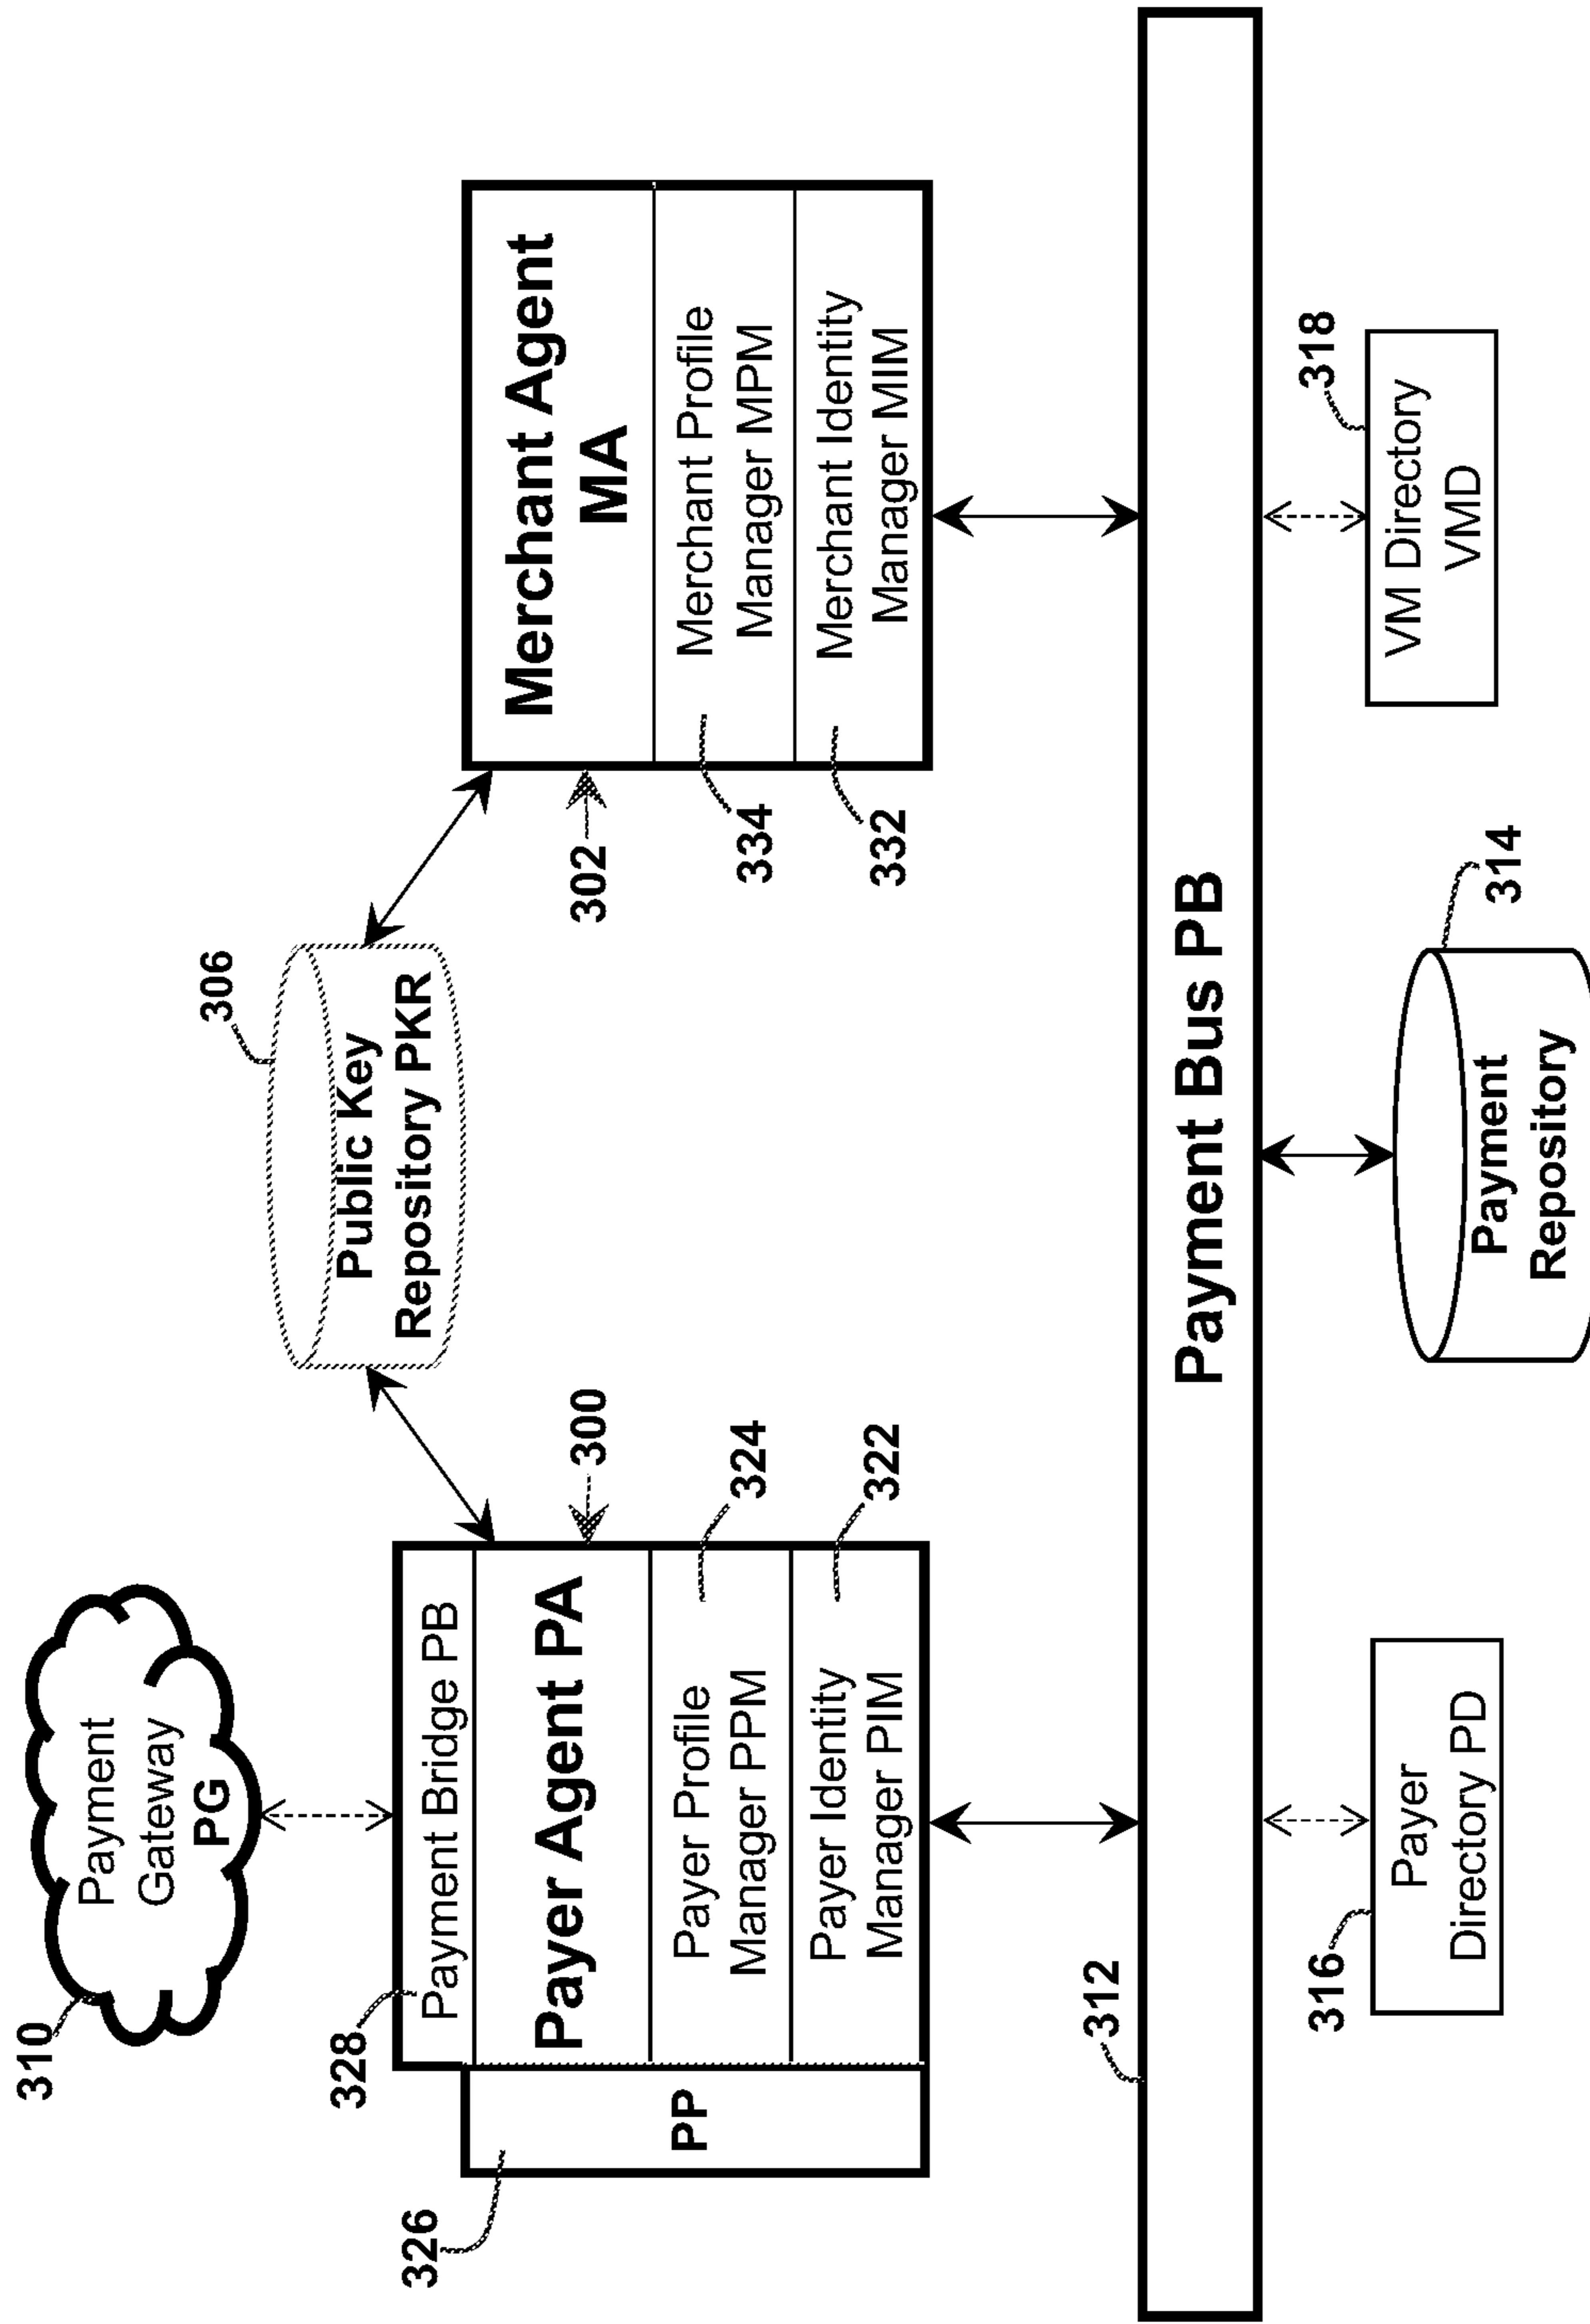 310
Payment
Gateway
PG
328
Payment Bridge PB
326
PP
Payer Agent PA
300
Payer Profile
Manager PPM
324
Payer Identity
Manager PIM
322
306
Public Key
Repository PKR
Merchant Agent
MA
302
Merchant Profile
Manager MPM
334
Merchant Identity
Manager MIM
332
312
Payment Bus PB
316
Payer
Directory PD
Payment
Repository
314
318
VM Directory
VMD